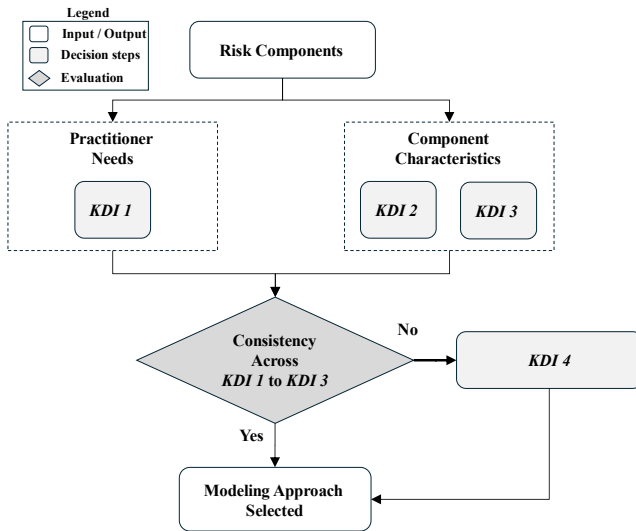 Legend
Input / Output
Decision steps
Evaluation
Risk Components
Practitioner
Needs
KDI 1
Component
Characteristics
KDI 2
KDI 3
Consistency
Across
KDI 1 to KDI 3
No
KDI 4
Yes
Modeling Approach
Selected